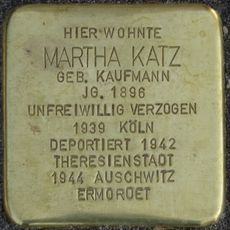 HIER WOHNTE
MARTHA KATZ
GEB. KAUFMANN
JG. 1896
UNFREIWILLIG VERZOGEN
1939 KÖLN
DEPORTIERT 1942
THERESIENSTADT
1944 AUSCHWITZ
ERMORDET